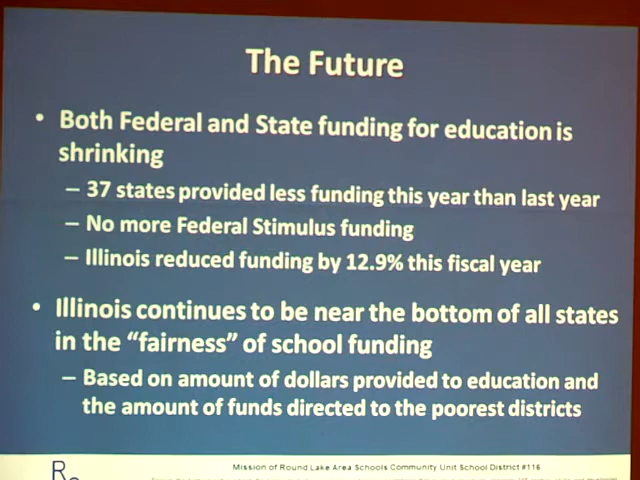 The Future
• Both Federal and State funding for education is
shrinking
– 37 states provided less funding this year than last year
– No more Federal Stimulus funding
– Illinois reduced funding by 12.9% this fiscal year
• Illinois continues to be near the bottom of all states
in the “fairness” of school funding
– Based on amount of dollars provided to education and
the amount of funds directed to the poorest districts
Mission of Round Lake Area Schools Community Unit School District #116
R